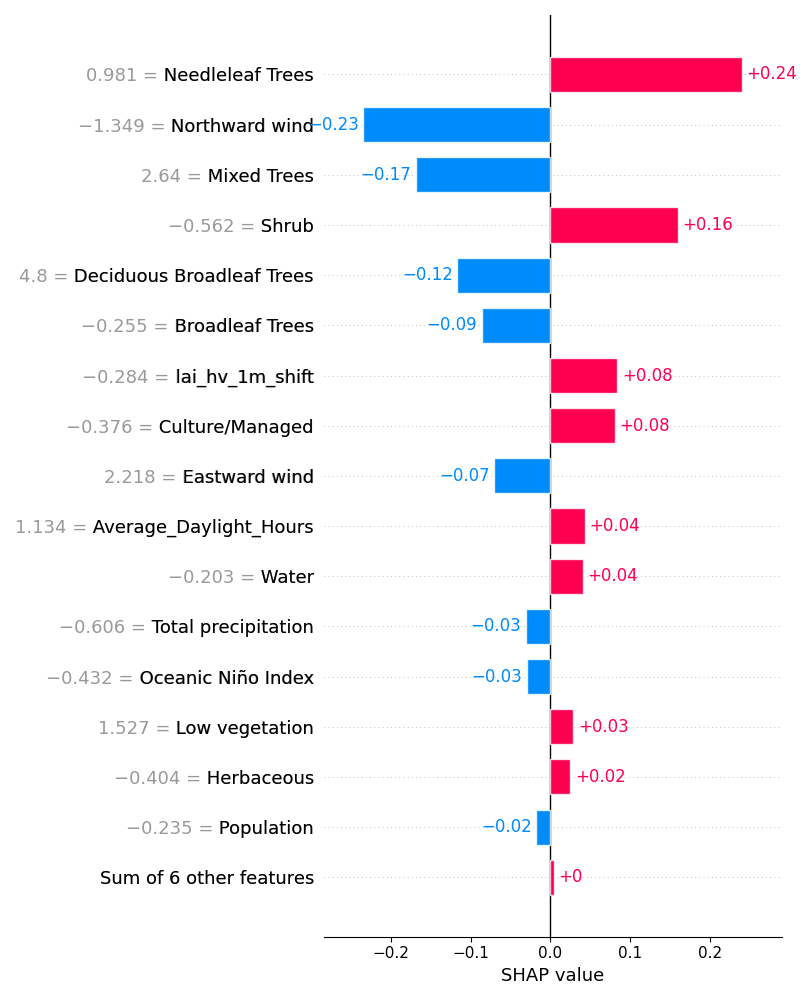 0.981 = Needleleaf Trees +0.24
−1.349 = Northward wind −0.23
2.64 = Mixed Trees −0.17
−0.562 = Shrub +0.16
4.8 = Deciduous Broadleaf Trees −0.12
−0.255 = Broadleaf Trees −0.09
−0.284 = lai_hv_1m_shift +0.08
−0.376 = Culture/Managed +0.08
2.218 = Eastward wind −0.07
1.134 = Average_Daylight_Hours +0.04
−0.203 = Water +0.04
−0.606 = Total precipitation −0.03
−0.432 = Oceanic Niño Index −0.03
1.527 = Low vegetation +0.03
−0.404 = Herbaceous +0.02
−0.235 = Population −0.02
Sum of 6 other features +0
−0.2 −0.1 0.0 0.1 0.2
SHAP value